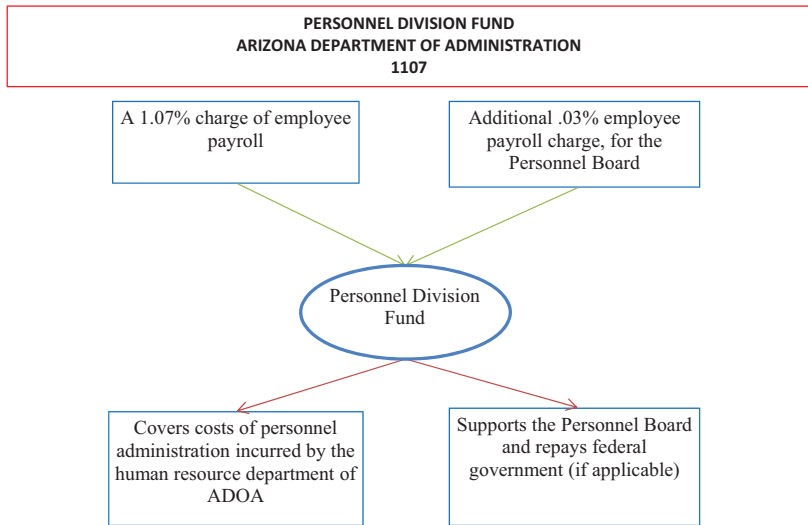 PERSONNEL DIVISION FUND
ARIZONA DEPARTMENT OF ADMINISTRATION
1107
A 1.07% charge of employee
payroll
Additional .03% employee
payroll charge, for the
Personnel Board
Personnel Division
Fund
Covers costs of personnel
administration incurred by the
human resource department of
ADOA
Supports the Personnel Board
and repays federal
government (if applicable)